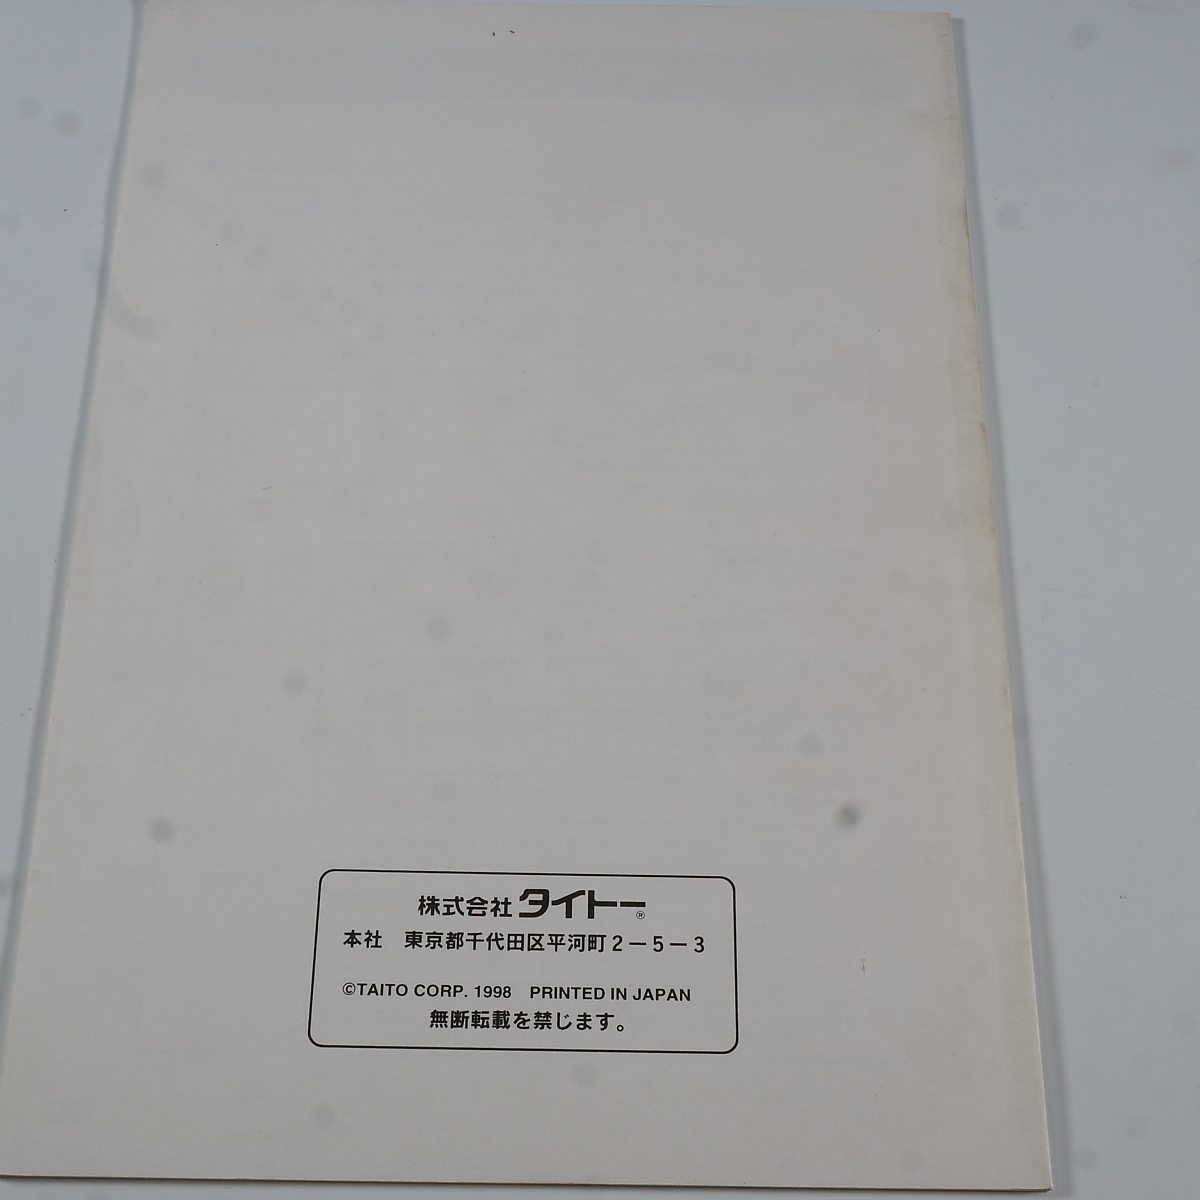 株式会社 タイトー®
本社 東京都千代田区平河町2－5－3
©TAITO CORP. 1998 PRINTED IN JAPAN
無断転載を禁じます。